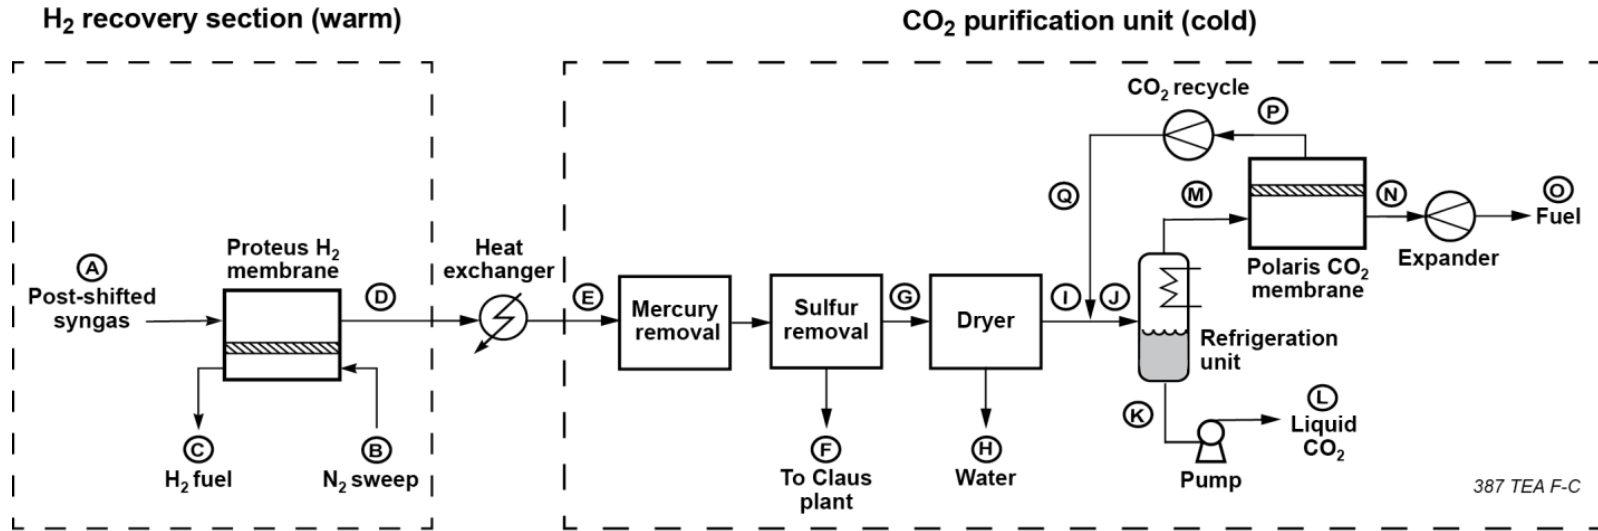 H₂ recovery section (warm)
CO₂ purification unit (cold)
CO₂ recycle
P
Q
M
N
O
Fuel
Expander
Polaris CO₂
membrane
Proteus H₂
membrane
Heat
exchanger
A
Post-shifted
syngas
D
E
Mercury
removal
Sulfur
removal
G
Dryer
I
J
Refrigeration
unit
K
L
Liquid
CO₂
Pump
C
H₂ fuel
B
N₂ sweep
F
To Claus
plant
H
Water
387 TEA F-C